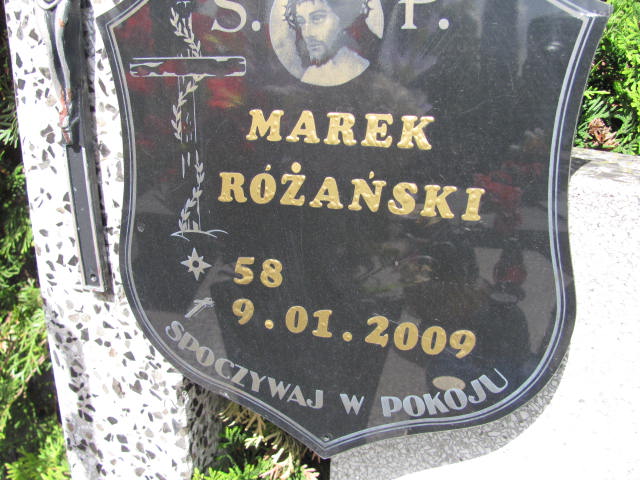 Ś. P.
MAREK
RÓŻAŃSKI
58
9.01.2009
SPOCZYWAJ W POKOJU